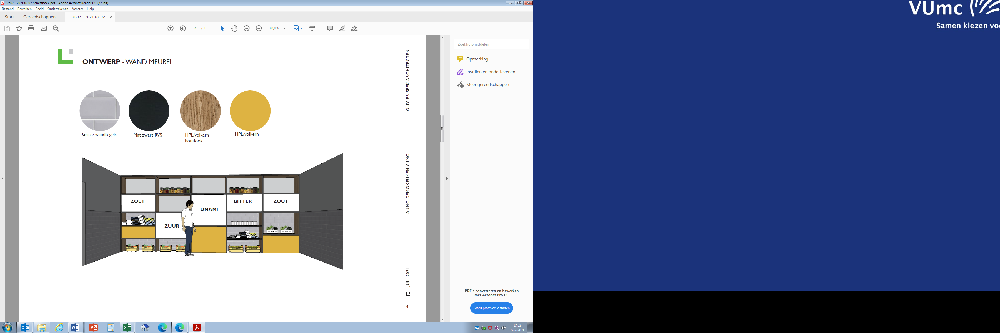 7697 - 2021 07 02 Schetsboek.pdf - Adobe Acrobat Reader DC (32-bit)
Bestand Bewerken Beeld Ondertekenen Venster Help
Start Gereedschappen 7697 - 2021 07 02... ×
4 / 10 80,4%
VUmc
Samen kiezen voo
Zoekhulpmiddelen
Opmerking
Invullen en ondertekenen
Meer gereedschappen
ONTWERP - WAND MEUBEL
Grijze wandtegels
Mat zwart RVS
HPL/volkern
houtlook
HPL/volkern
ZOET
ZUUR
UMAMI
BITTER
ZOUT
OLIVIER SPEK ARCHITECTEN
AUMC DEMOKEUKEN VUMC
JULI 2021
4
PDF's converteren en bewerken
met Acrobat Pro DC
Gratis proefversie starten
13:23
22-7-2021